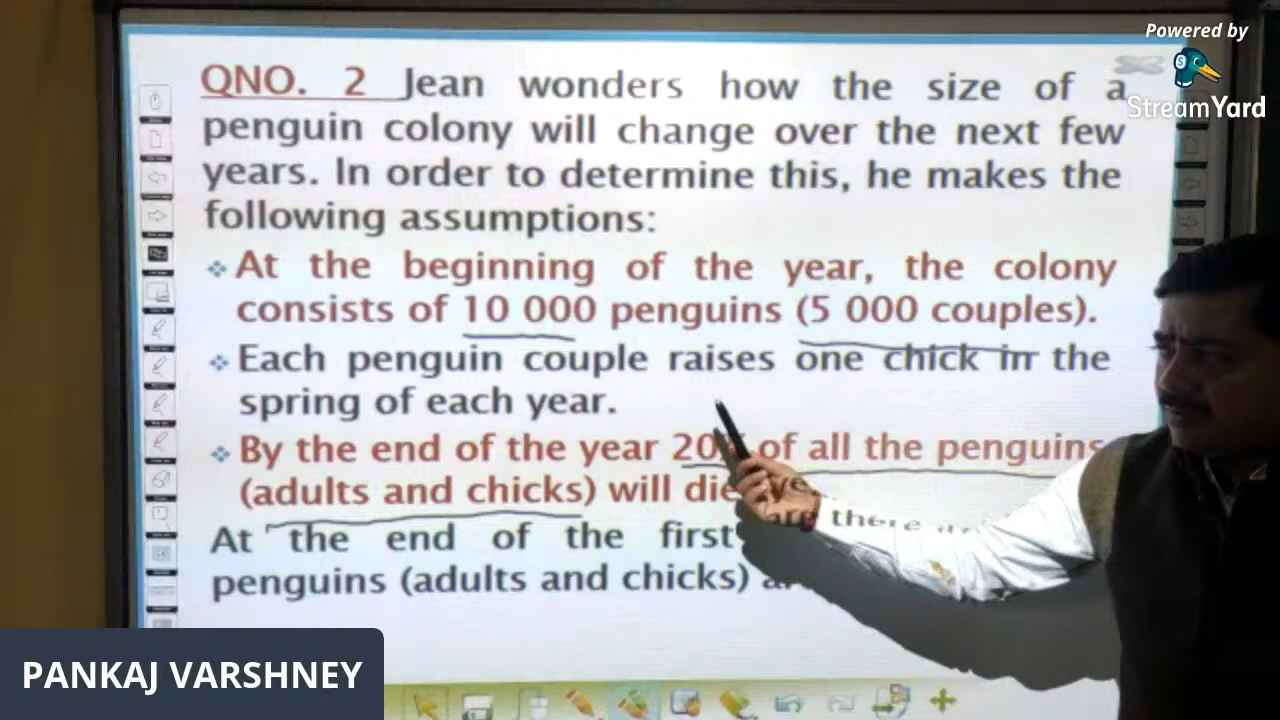 Powered by
StreamYard
QNO. 2 Jean wonders how the size of a
penguin colony will change over the next few
years. In order to determine this, he makes the
following assumptions:
At the beginning of the year, the colony
consists of 10 000 penguins (5 000 couples).
Each penguin couple raises one chick in the
spring of each year.
By the end of the year 20% of all the penguins
(adults and chicks) will die
At the end of the first are there
penguins (adults and chicks)
PANKAJ VARSHNEY